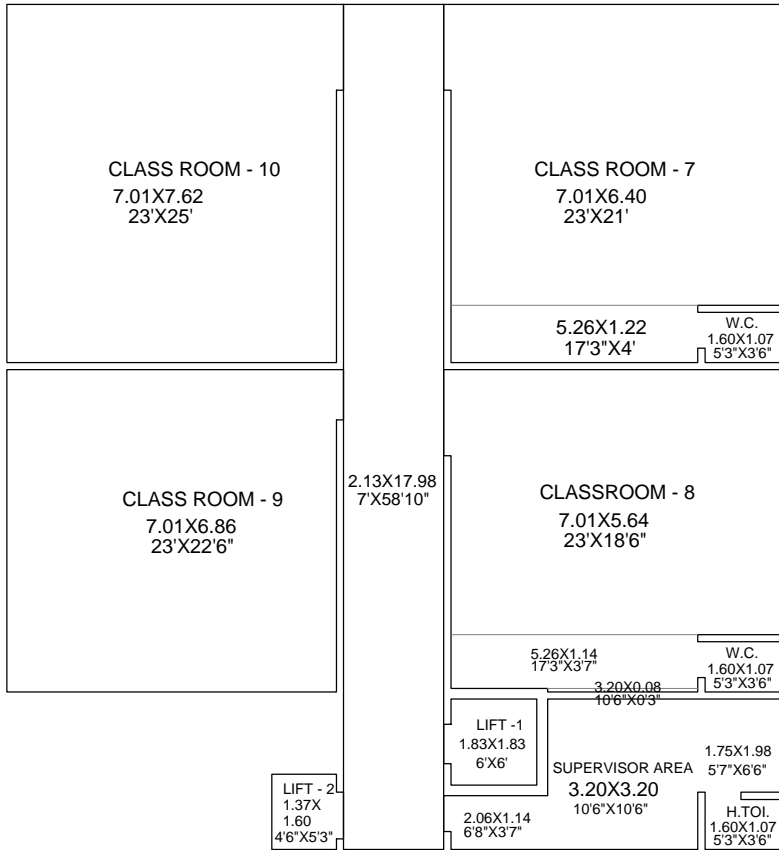 CLASS ROOM - 10
7.01X7.62
23'X25'
CLASS ROOM - 7
7.01X6.40
23'X21'
5.26X1.22
17'3"X4'
W.C.
1.60X1.07
5'3"X3'6"
CLASS ROOM - 9
7.01X6.86
23'X22'6"
2.13X17.98
7'X58'10"
CLASSROOM - 8
7.01X5.64
23'X18'6"
5.26X1.14
17'3"X3'7"
3.20X0.08
10'6"X0'3"
W.C.
1.60X1.07
5'3"X3'6"
LIFT -1
1.83X1.83
6'X6'
SUPERVISOR AREA
3.20X3.20
10'6"X10'6"
1.75X1.98
5'7"X6'6"
LIFT - 2
1.37X
1.60
4'6"X5'3"
2.06X1.14
6'8"X3'7"
H.TOI.
1.60X1.07
5'3"X3'6"